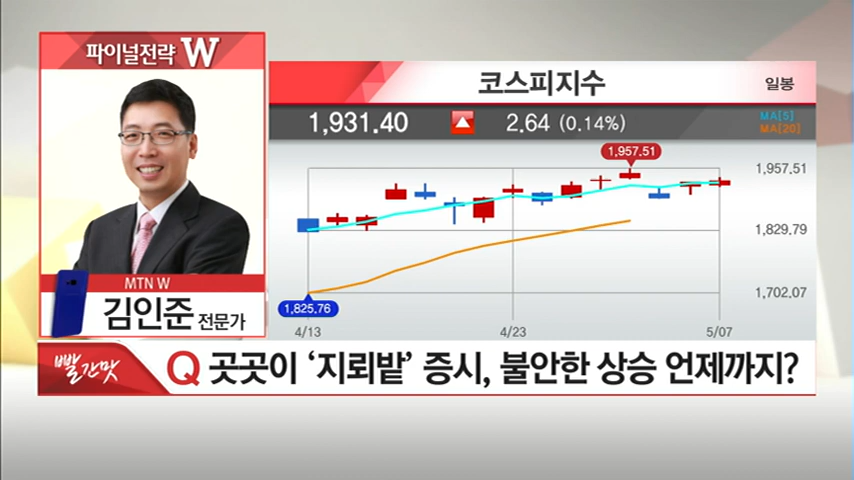 파이널전략 W
코스피지수
일봉
1,931.40 2.64 (0.14%)
MA[5]
MA[20]
1,957.51
1,957.51
1,829.79
1,702.07
1,825.76
4/13 4/23 5/07
MTN W
김인준 전문가
빨간맛
Q 곳곳이 ‘지뢰밭’ 증시, 불안한 상승 언제까지?